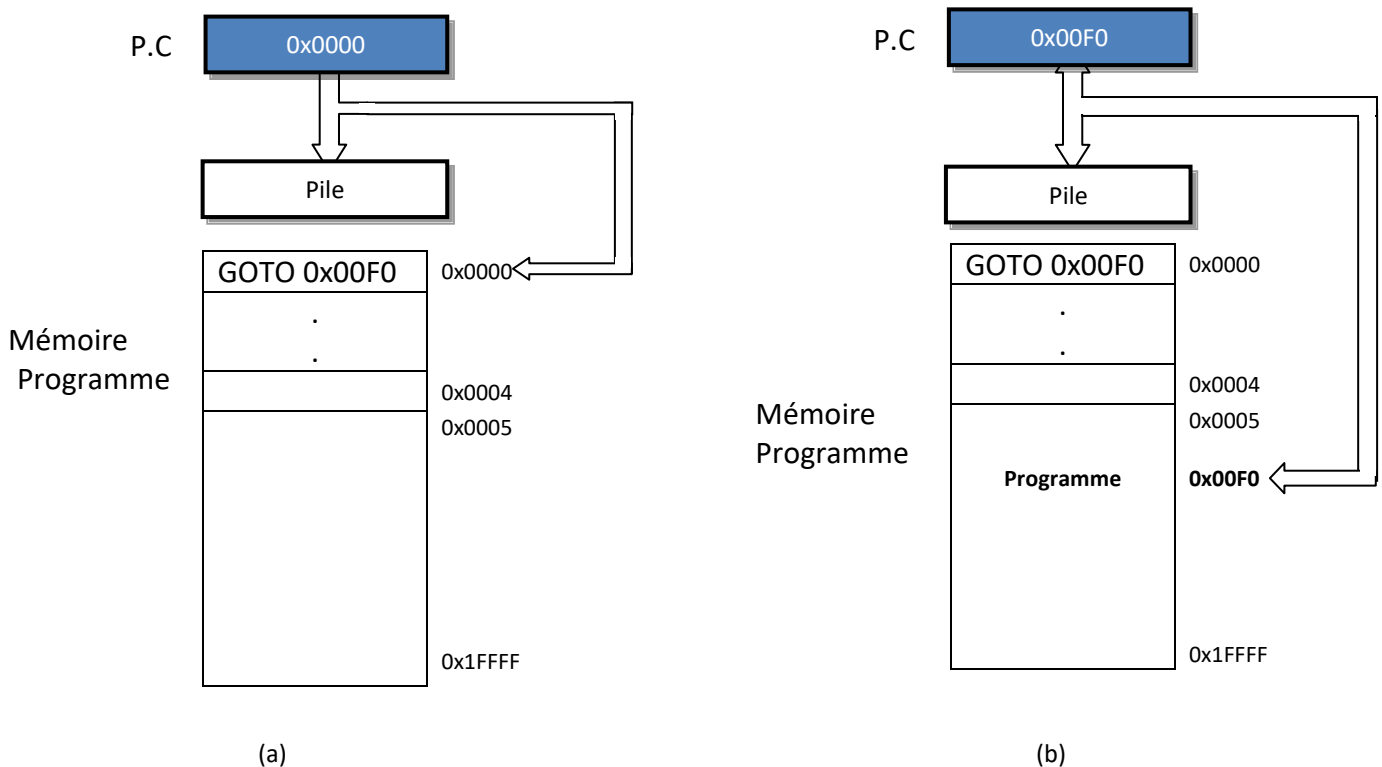 P.C
0x0000
Pile
GOTO 0x00F0
0x0000
.
.
Mémoire
Programme
0x0004
0x0005
0x1FFFF
(a)
P.C
0x00F0
Pile
GOTO 0x00F0
0x0000
.
.
0x0004
Mémoire
Programme
0x0005
Programme
0x00F0
0x1FFFF
(b)